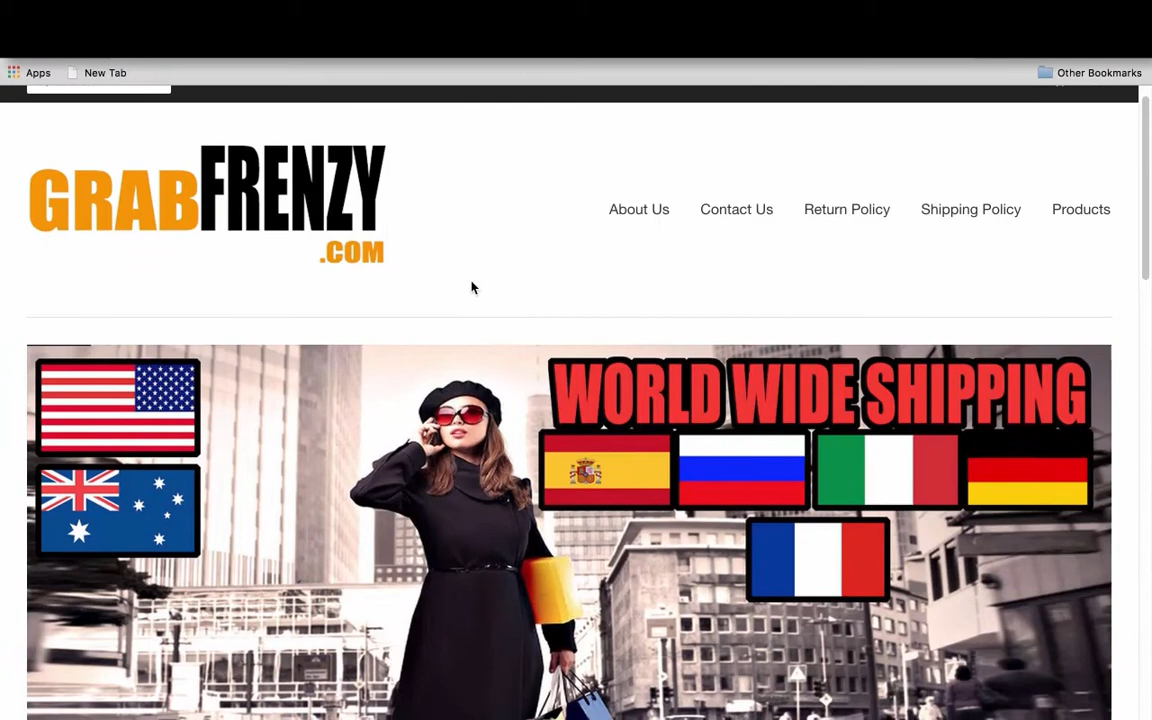 Apps
New Tab
Other Bookmarks
GRABFRENZY
.COM
About Us
Contact Us
Return Policy
Shipping Policy
Products
WORLD WIDE SHIPPING